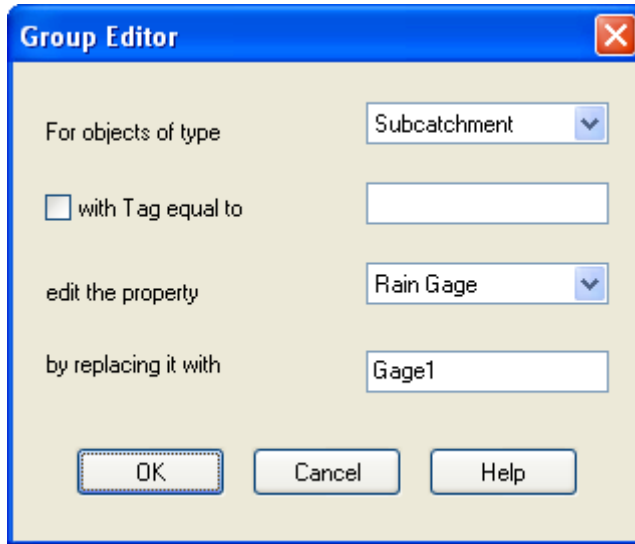 Group Editor
For objects of type Subcatchment
with Tag equal to
edit the property Rain Gage
by replacing it with Gage1
OK Cancel Help